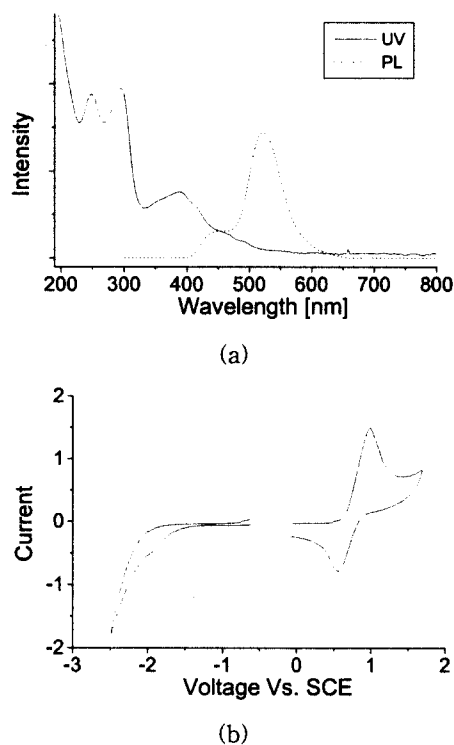 UV
PL
Intensity
200 300 400 500 600 700 800
Wavelength [nm]
(a)
2
1
0
-1
-2
Current
-3 -2 -1 0 1 2
Voltage Vs. SCE
(b)